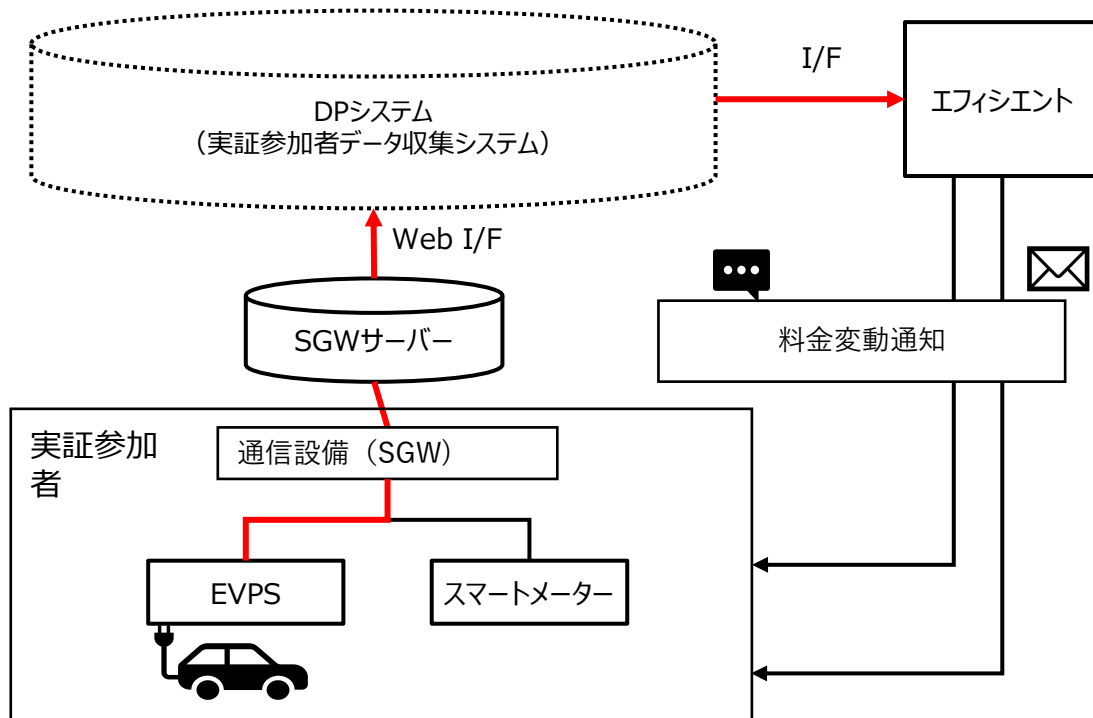 DPシステム
（実証参加者データ収集システム）
I/F
エフィシエント
Web I/F
SGWサーバー
料金変動通知
実証参加
者
通信設備（SGW）
EVPS
スマートメーター